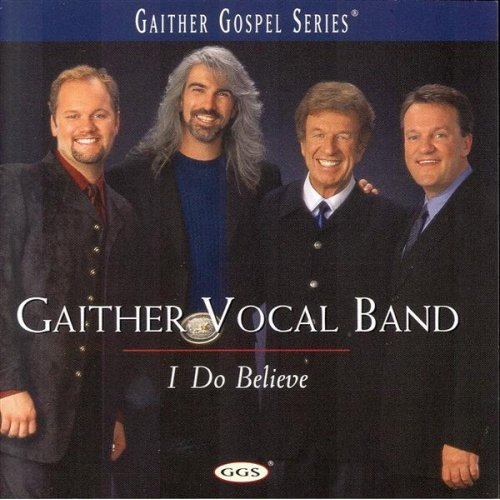 GAITHER GOSPEL SERIES®
GAITHER VOCAL BAND
I Do Believe
GGS